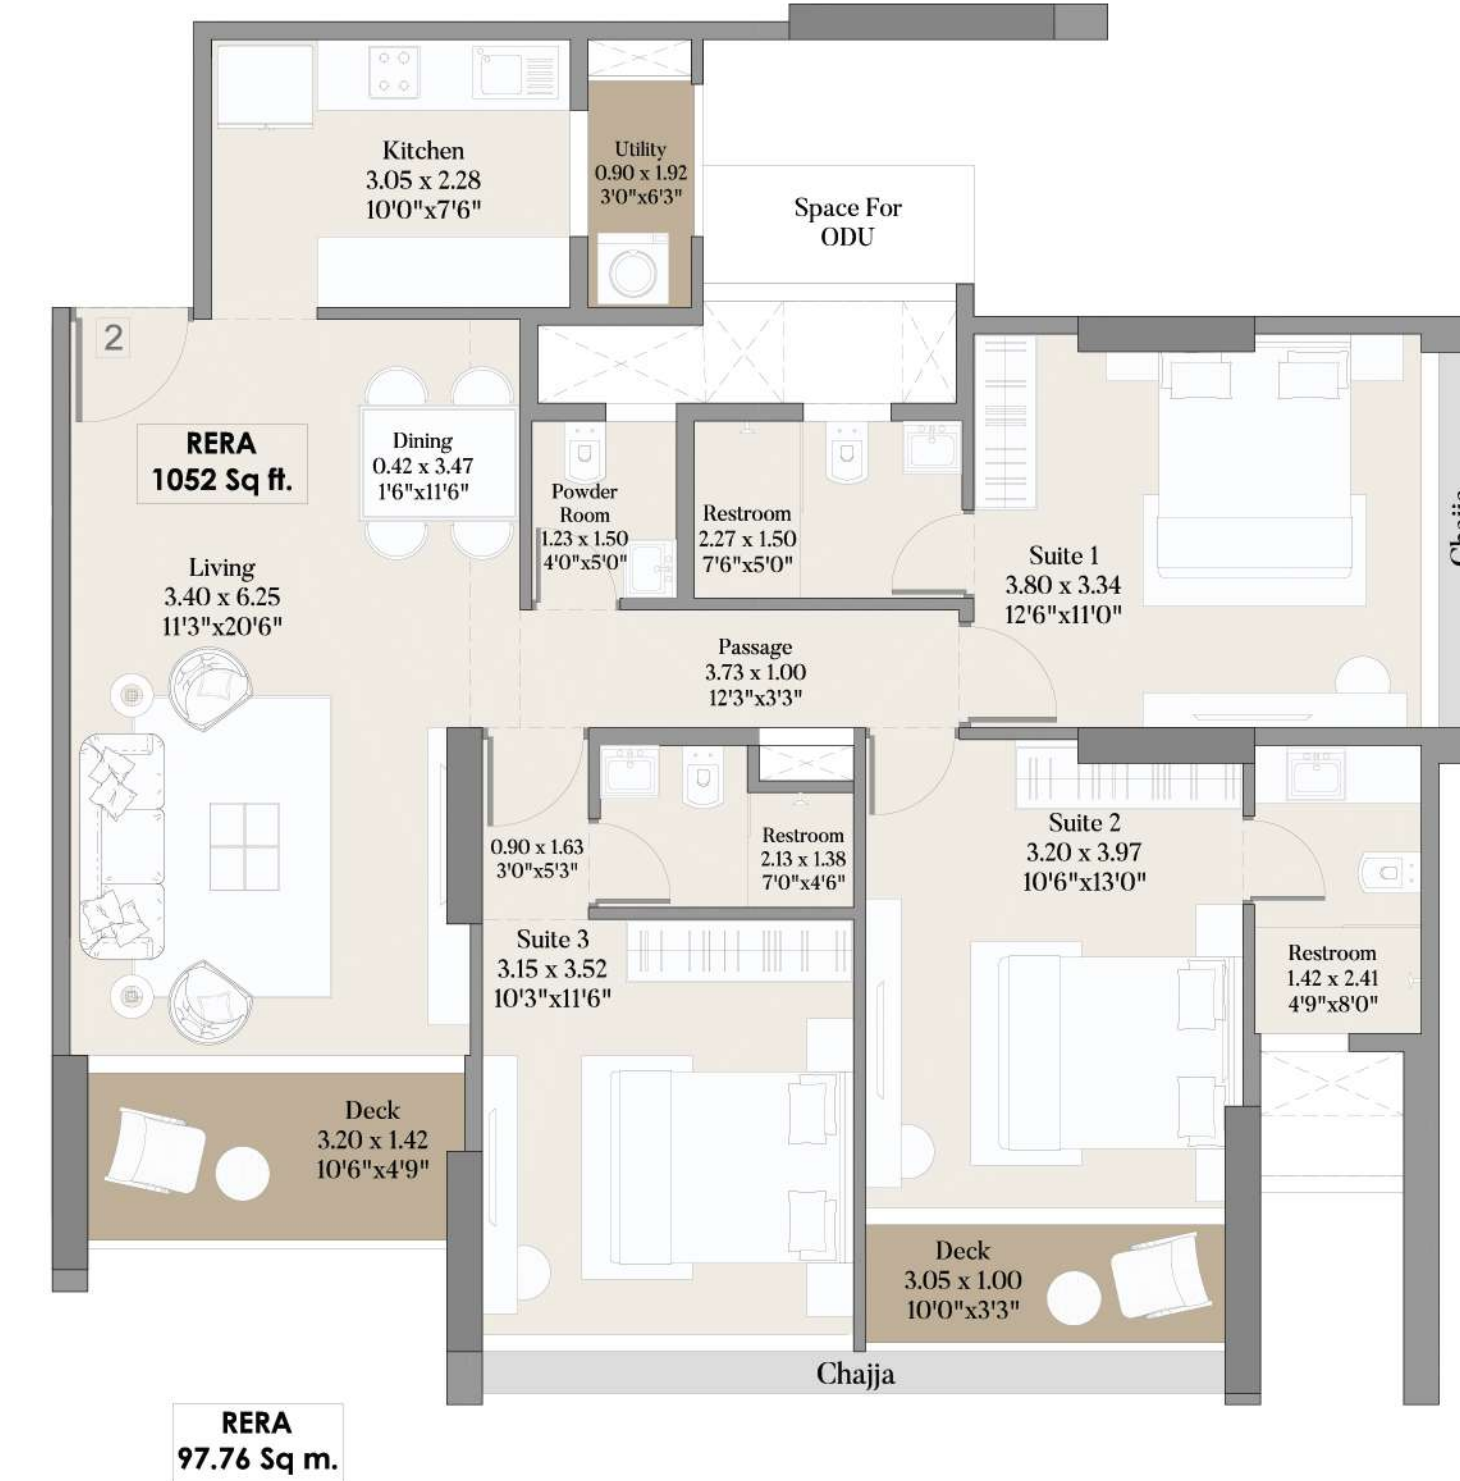 Kitchen
3.05 x 2.28
10'0"x7'6"
Utility
0.90 x 1.92
3'0"x6'3"
Space For
ODU
2
RERA
1052 Sq ft.
Dining
0.42 x 3.47
1'6"x11'6"
Living
3.40 x 6.25
11'3"x20'6"
Powder
Room
1.23 x 1.50
4'0"x5'0"
Restroom
2.27 x 1.50
7'6"x5'0"
Suite 1
3.80 x 3.34
12'6"x11'0"
Passage
3.73 x 1.00
12'3"x3'3"
0.90 x 1.63
3'0"x5'3"
Restroom
2.13 x 1.38
7'0"x4'6"
Suite 2
3.20 x 3.97
10'6"x13'0"
Suite 3
3.15 x 3.52
10'3"x11'6"
Restroom
1.42 x 2.41
4'9"x8'0"
Deck
3.20 x 1.42
10'6"x4'9"
Deck
3.05 x 1.00
10'0"x3'3"
Chajja
RERA
97.76 Sq m.